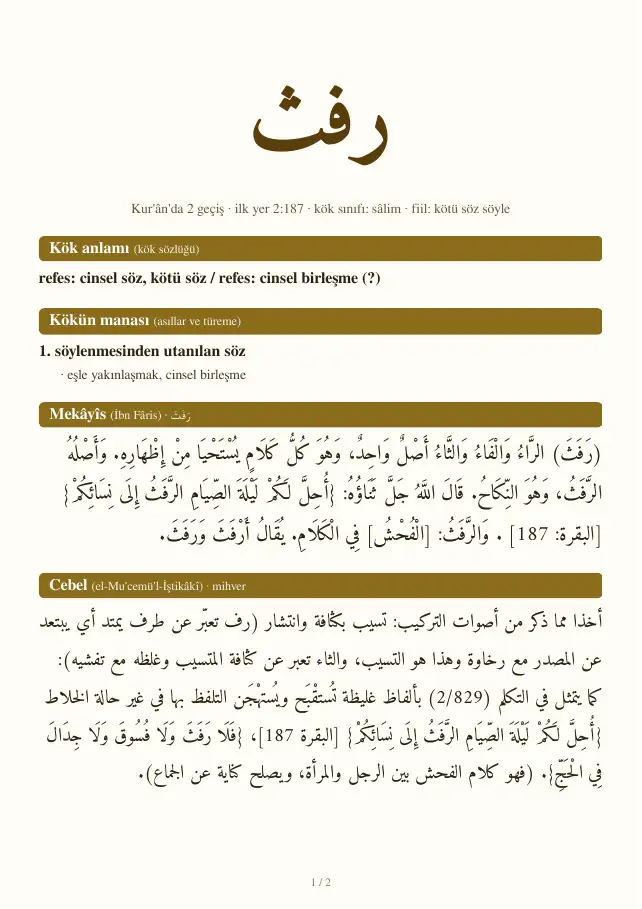 رفث
Kur'ân'da 2 geçiş · ilk yer 2:187 · kök sınıfı: sâlim · fiil: kötü söz söyle
Kök anlamı (kök sözlüğü)
refes: cinsel söz, kötü söz / refes: cinsel birleşme (?)
Kökün manası (asıllar ve türeme)
1. söylenmesinden utanılan söz
· eşle yakınlaşmak, cinsel birleşme
Mekâyîs (İbn Fâris) · رَفَثَ
(رَفَثَ) الرَّاءُ وَالْفَاءُ وَالثَّاءُ أَصْلٌ وَاحِدٌ، وَهُوَ كُلُّ كَلَامٍ يُسْتَحْيَا مِنْ إِظْهَارِهِ. وَأَصْلُهُ
الرَّفَثُ، وَهُوَ النِّكَاحُ. قَالَ اللَّهُ جَلَّ ثَنَاؤُهُ: {أُحِلَّ لَكُمْ لَيْلَةَ الصِّيَامِ الرَّفَثُ إِلَى نِسَائِكُمْ}
[البقرة: 187] . وَالرَّفَثُ: [الْفُحْشُ] فِي الْكَلَامِ. يُقَالُ أَرْفَثَ وَرَفَثَ.
Cebel (el-Mu'cemü'l-İştikâkî) · mihver
أخذا مما ذكر من أصوات التركيب: تسيب بكثافة وانتشار (رف تعبّر عن طرف يمتد أي يبتعد
عن المصدر مع رخاوة وهذا هو التسيب، والثاء تعبر عن كثافة المتسيب وغلظه مع تفشيه):
كما يتمثل في التكلم (2/829) بألفاظ غليظة تُستقْبَح ويُستهْجَن التلفظ بها في غير حالة الخلاط
{أُحِلَّ لَكُمْ لَيْلَةَ الصِّيَامِ الرَّفَثُ إِلَى نِسَائِكُمْ} [البقرة 187]، {فَلَا رَفَثَ وَلَا فُسُوقَ وَلَا جِدَالَ
فِي الْحَجِّ}. (فهو كلام الفحش بين الرجل والمرأة، ويصلح كناية عن الجماع).
1 / 2